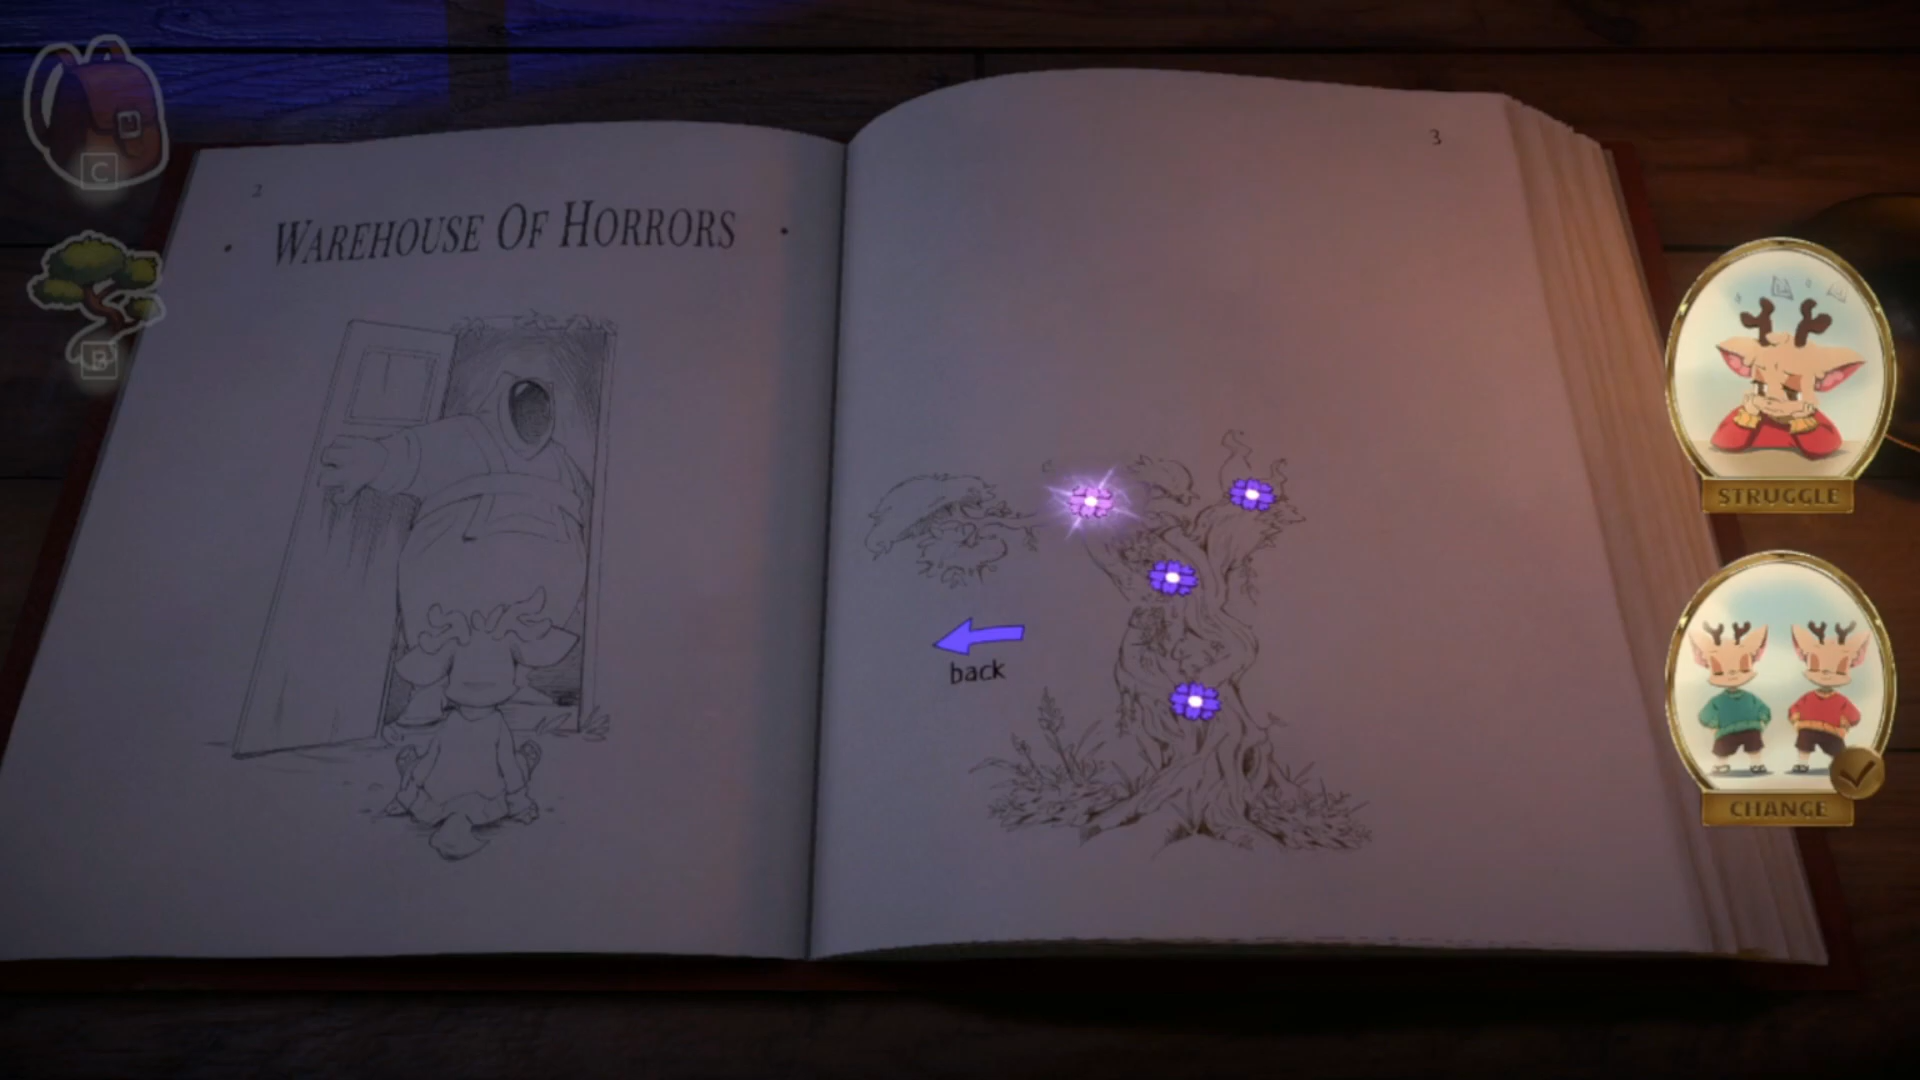 C
B
2
• WAREHOUSE OF HORRORS •
3
back
STRUGGLE
CHANGE